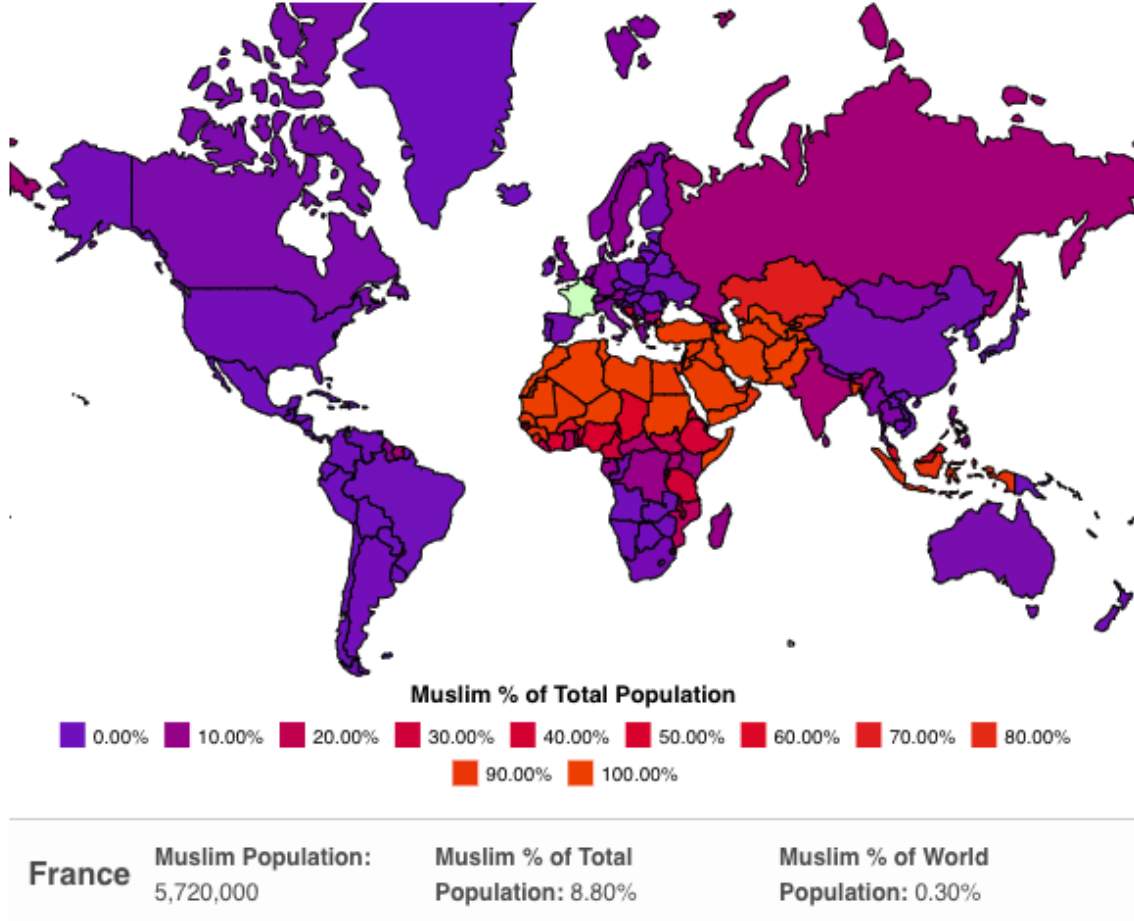 Muslim % of Total Population
0.00% 10.00% 20.00% 30.00% 40.00% 50.00% 60.00% 70.00% 80.00%
90.00% 100.00%
France
Muslim Population:
5,720,000
Muslim % of Total
Population: 8.80%
Muslim % of World
Population: 0.30%